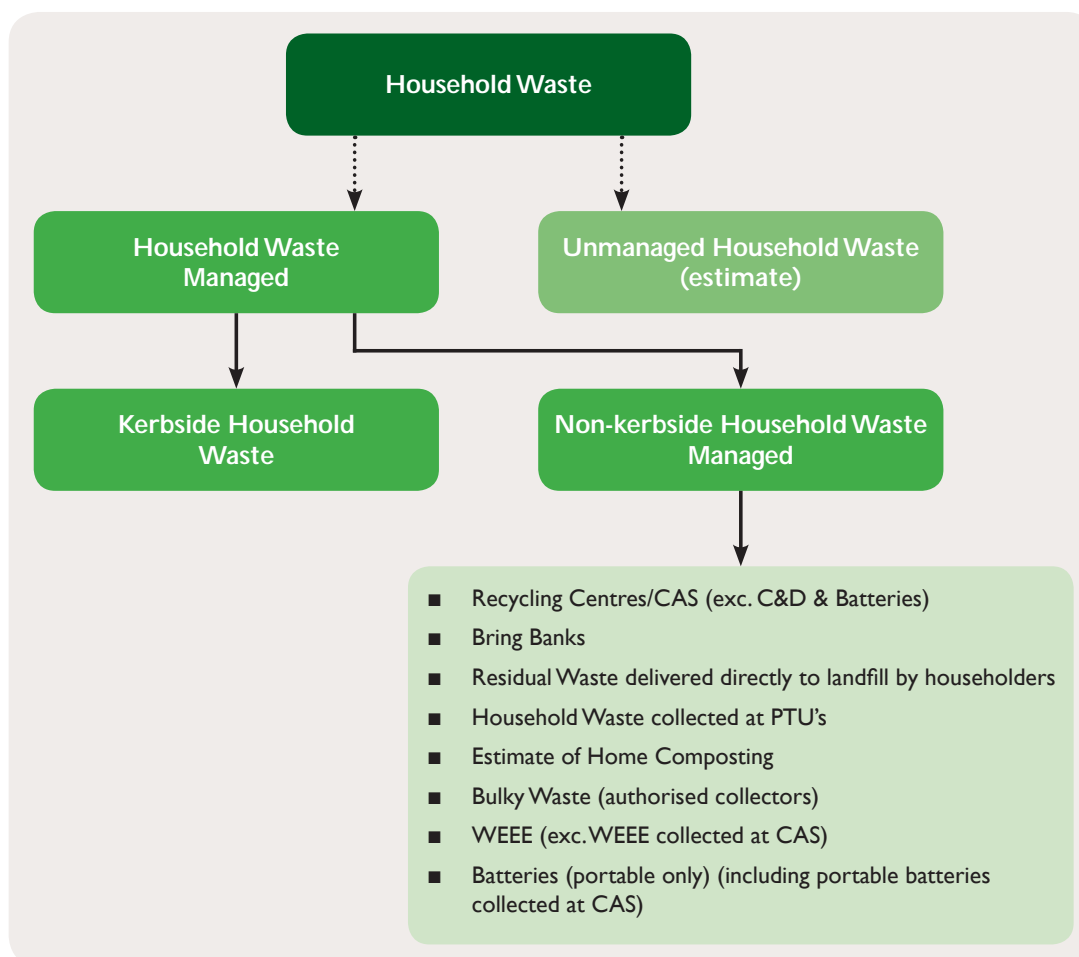 Household Waste
Household Waste
Managed
Unmanaged Household Waste
(estimate)
Kerbside Household
Waste
Non-kerbside Household Waste
Managed
■ Recycling Centres/CAS (exc. C&D & Batteries)
■ Bring Banks
■ Residual Waste delivered directly to landfill by householders
■ Household Waste collected at PTU's
■ Estimate of Home Composting
■ Bulky Waste (authorised collectors)
■ WEEE (exc. WEEE collected at CAS)
■ Batteries (portable only) (including portable batteries
collected at CAS)